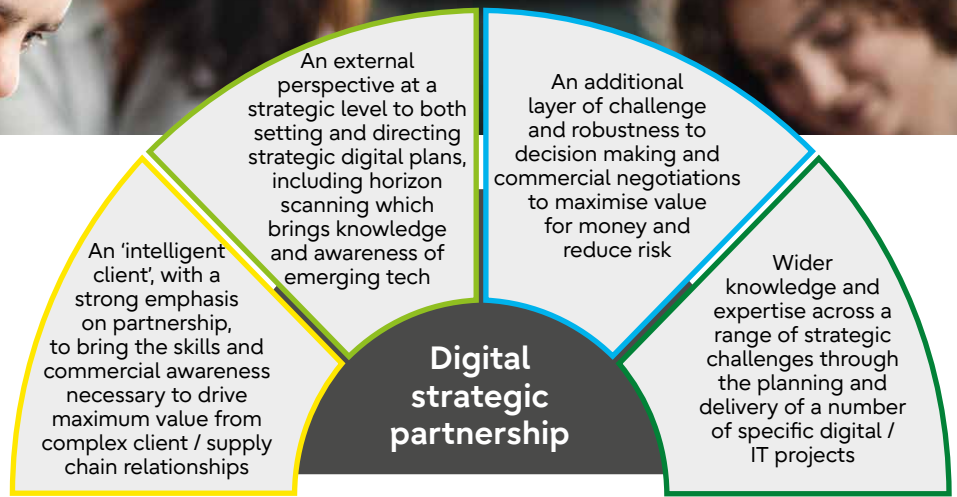 An 'intelligent
client', with a
strong emphasis
on partnership,
to bring the skills and
commercial awareness
necessary to drive
maximum value from
complex client / supply
chain relationships
An external
perspective at a
strategic level to both
setting and directing
strategic digital plans,
including horizon
scanning which
brings knowledge
and awareness of
emerging tech
An additional
layer of challenge
and robustness to
decision making and
commercial negotiations
to maximise value
for money and
reduce risk
Wider
knowledge and
expertise across a
range of strategic
challenges through
the planning and
delivery of a number
of specific digital /
IT projects
Digital
strategic
partnership